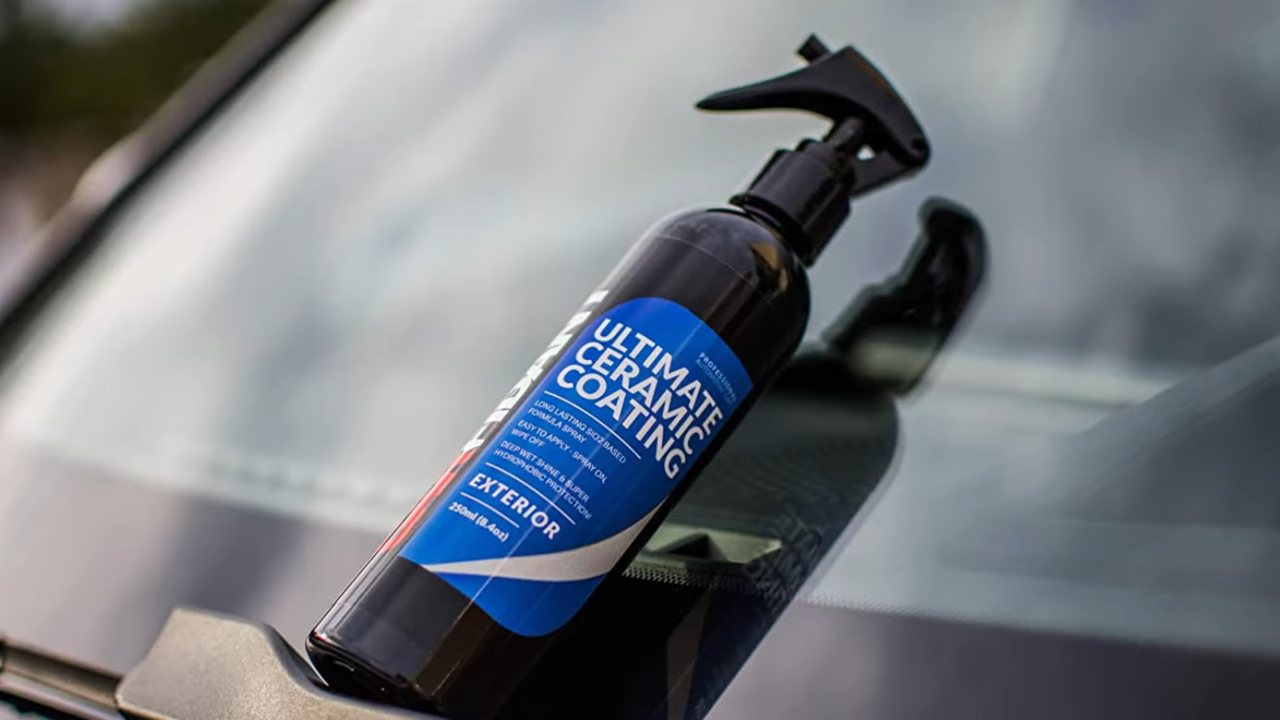 ULTIMATE
CERAMIC
COATING
PROFESSIONAL
LONG LASTING SIO2 BASED
FORMULA SPRAY
EASY TO APPLY - SPRAY ON,
WIPE OFF
DEEP WET SHINE & SUPER
HYDROPHOBIC PROTECTION!
EXTERIOR
250ml (8.4oz)